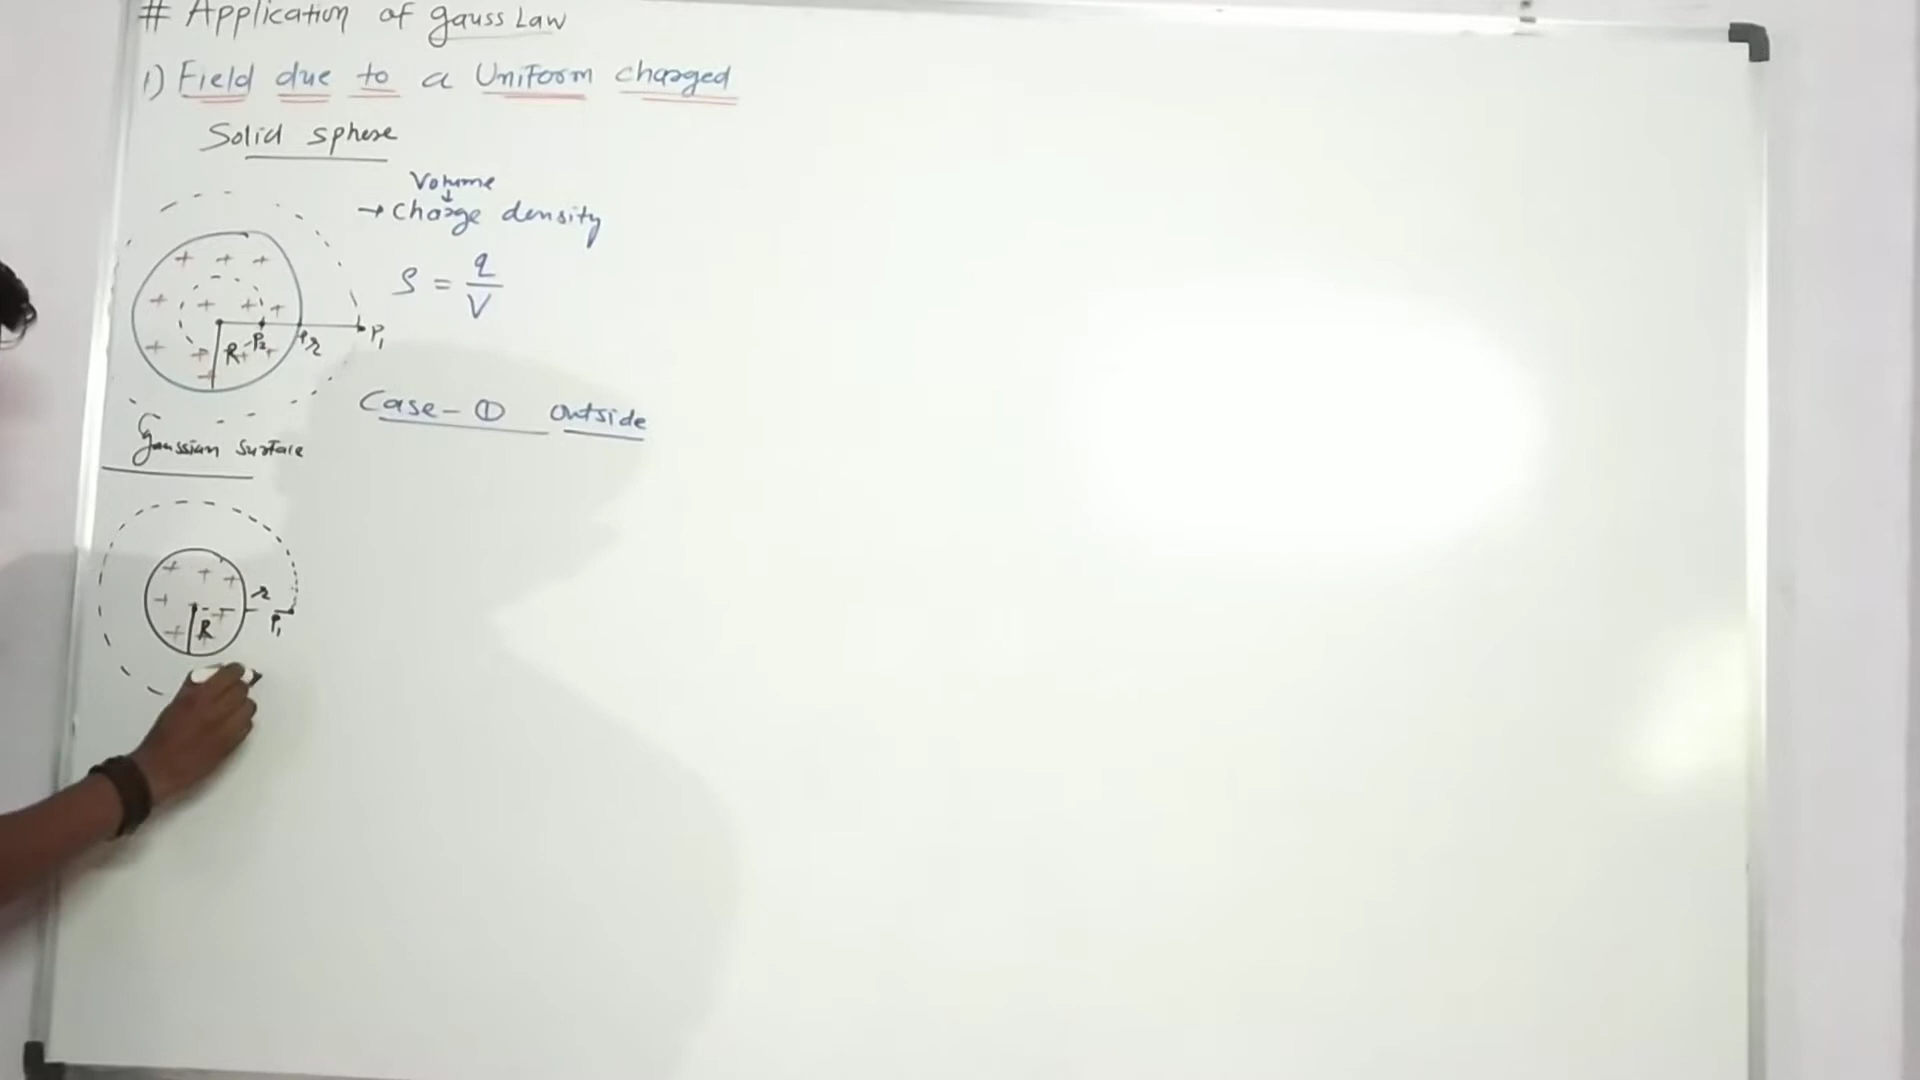 # Application of gauss Law
1) Field due to a Uniform charged
Solid sphere
Volume
↓
→ Charge density
S = q
V
R P₂ r P₁
Case - ① outside
Gaussian surface
r
R P₁